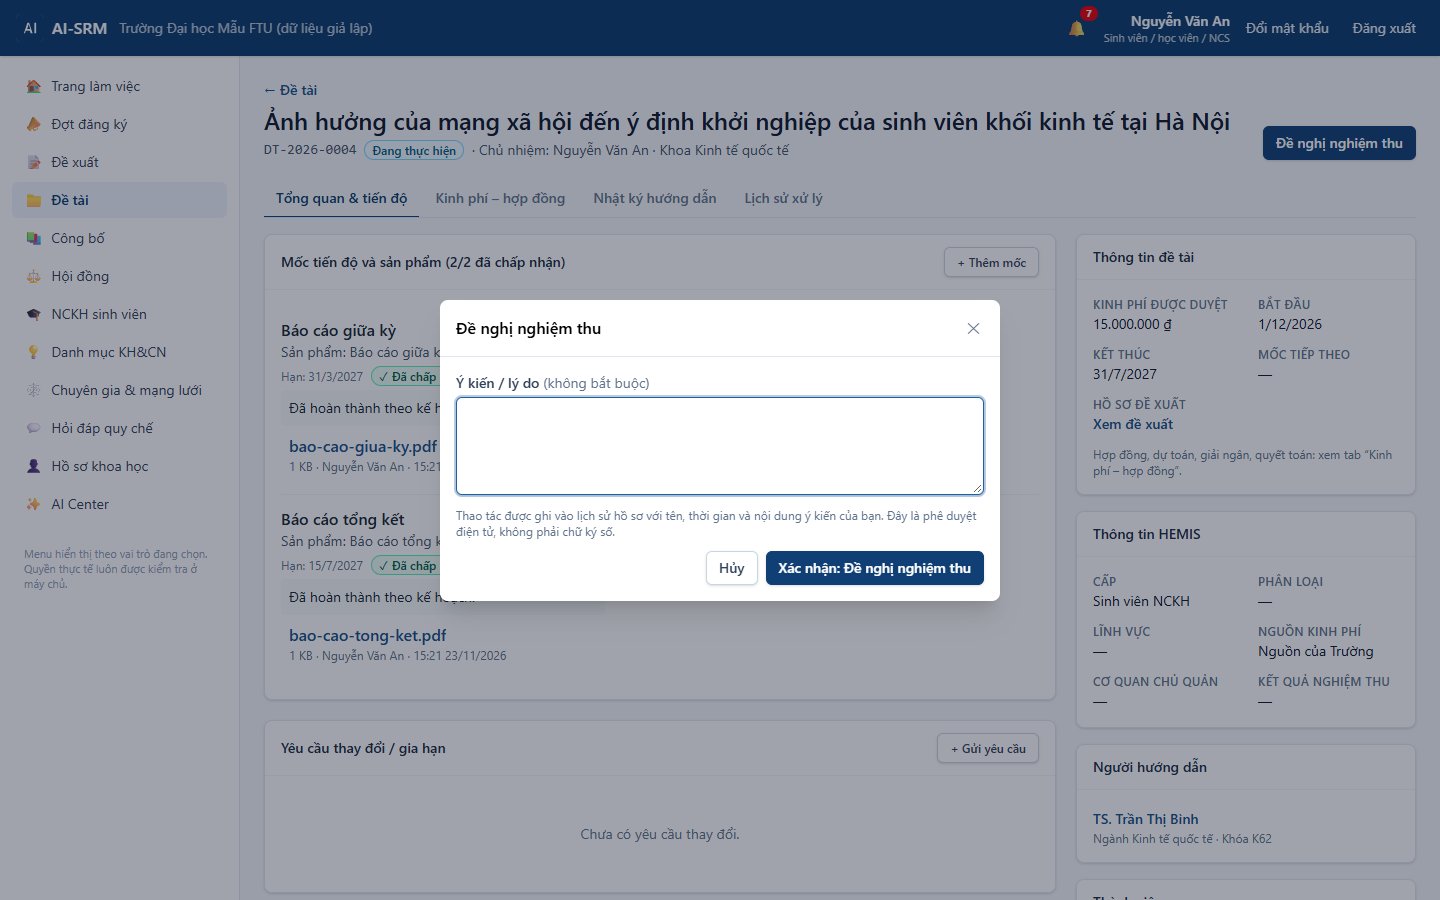 AI AI-SRM Trường Đại học Mẫu FTU (dữ liệu giả lập)
7
Nguyễn Văn An
Sinh viên / học viên / NCS
Đổi mật khẩu
Đăng xuất
Trang làm việc
Đợt đăng ký
Đề xuất
Đề tài
Công bố
Hội đồng
NCKH sinh viên
Danh mục KH&CN
Chuyên gia & mạng lưới
Hỏi đáp quy chế
Hồ sơ khoa học
AI Center
Menu hiển thị theo vai trò đang chọn.
Quyền thực tế luôn được kiểm tra ở
máy chủ.
← Đề tài
Ảnh hưởng của mạng xã hội đến ý định khởi nghiệp của sinh viên khối kinh tế tại Hà Nội
DT-2026-0004 Đang thực hiện · Chủ nhiệm: Nguyễn Văn An · Khoa Kinh tế quốc tế
Đề nghị nghiệm thu
Tổng quan & tiến độ
Kinh phí – hợp đồng
Nhật ký hướng dẫn
Lịch sử xử lý
Mốc tiến độ và sản phẩm (2/2 đã chấp nhận)
+ Thêm mốc
Báo cáo giữa kỳ
Sản phẩm: Báo cáo giữa k
Hạn: 31/3/2027 ✓ Đã chấp
Đã hoàn thành theo kế h
bao-cao-giua-ky.pdf
1 KB · Nguyễn Văn An · 15:21
Báo cáo tổng kết
Sản phẩm: Báo cáo tổng k
Hạn: 15/7/2027 ✓ Đã chấp
Đã hoàn thành theo kế h
bao-cao-tong-ket.pdf
1 KB · Nguyễn Văn An · 15:21 23/11/2026
Đề nghị nghiệm thu
Ý kiến / lý do (không bắt buộc)
Thao tác được ghi vào lịch sử hồ sơ với tên, thời gian và nội dung ý kiến của bạn. Đây là phê duyệt
điện tử, không phải chữ ký số.
Hủy
Xác nhận: Đề nghị nghiệm thu
Yêu cầu thay đổi / gia hạn
+ Gửi yêu cầu
Chưa có yêu cầu thay đổi.
Thông tin đề tài
KINH PHÍ ĐƯỢC DUYỆT
15.000.000 ₫
BẮT ĐẦU
1/12/2026
KẾT THÚC
31/7/2027
MỐC TIẾP THEO
—
HỒ SƠ ĐỀ XUẤT
Xem đề xuất
Hợp đồng, dự toán, giải ngân, quyết toán: xem tab “Kinh
phí – hợp đồng”.
Thông tin HEMIS
CẤP
Sinh viên NCKH
PHÂN LOẠI
—
LĨNH VỰC
—
NGUỒN KINH PHÍ
Nguồn của Trường
CƠ QUAN CHỦ QUẢN
—
KẾT QUẢ NGHIỆM THU
—
Người hướng dẫn
TS. Trần Thị Bình
Ngành Kinh tế quốc tế · Khóa K62